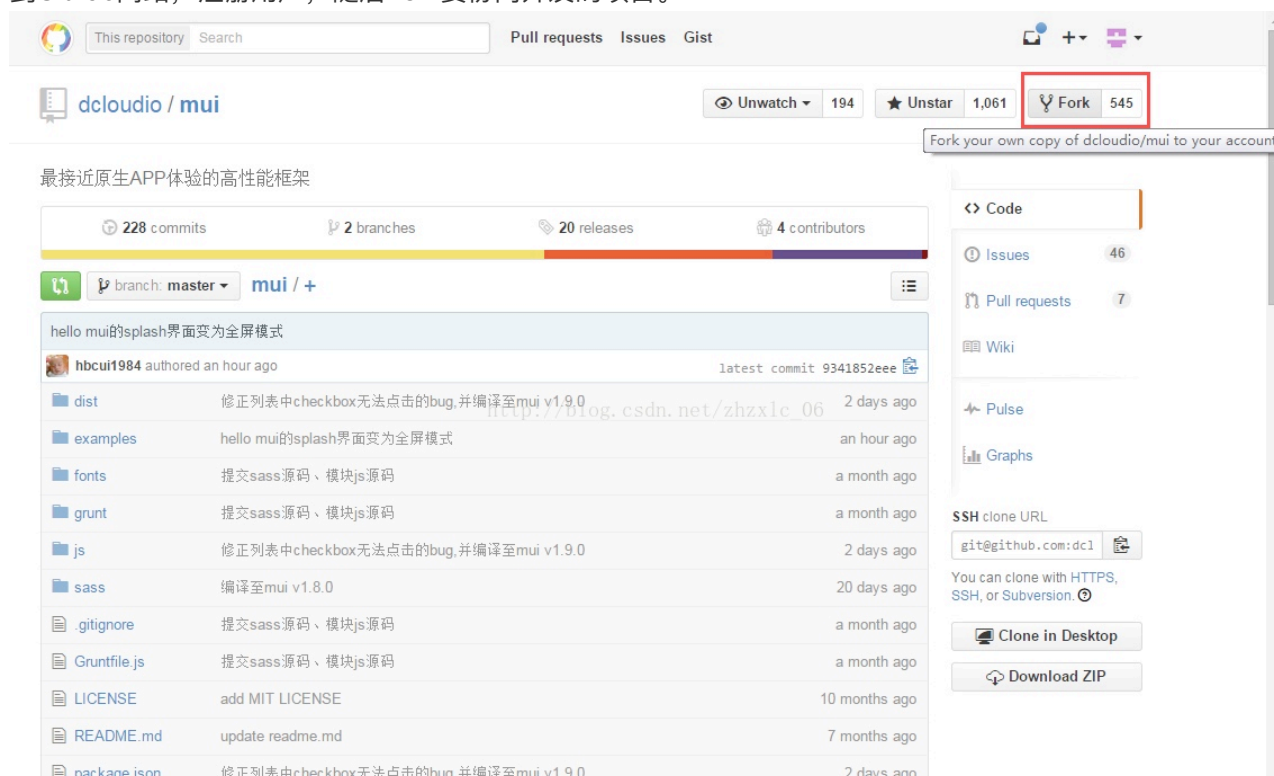 This repository Search Pull requests Issues Gist
dcloudio / mui Unwatch 194 Unstar 1,061 Fork 545
Fork your own copy of dcloudio/mui to your account
最接近原生APP体验的高性能框架
228 commits 2 branches 20 releases 4 contributors
branch: master mui / +
hello mui的splash界面变为全屏模式
hbcui1984 authored an hour ago latest commit 9341852eee
dist 修正列表中checkbox无法点击的bug,并编译至mui v1.9.0 2 days ago
http://blog.csdn.net/zhzxlc_06
examples hello mui的splash界面变为全屏模式 an hour ago
fonts 提交sass源码、模块js源码 a month ago
grunt 提交sass源码、模块js源码 a month ago
js 修正列表中checkbox无法点击的bug,并编译至mui v1.9.0 2 days ago
sass 编译至mui v1.8.0 20 days ago
.gitignore 提交sass源码、模块js源码 a month ago
Gruntfile.js 提交sass源码、模块js源码 a month ago
LICENSE add MIT LICENSE 10 months ago
README.md update readme.md 7 months ago
package.json 修正列表中checkbox无法点击的bug,并编译至mui v1.9.0 2 days ago
Code
Issues 46
Pull requests 7
Wiki
Pulse
Graphs
SSH clone URL
git@github.com:dcl
You can clone with HTTPS,
SSH, or Subversion.
Clone in Desktop
Download ZIP